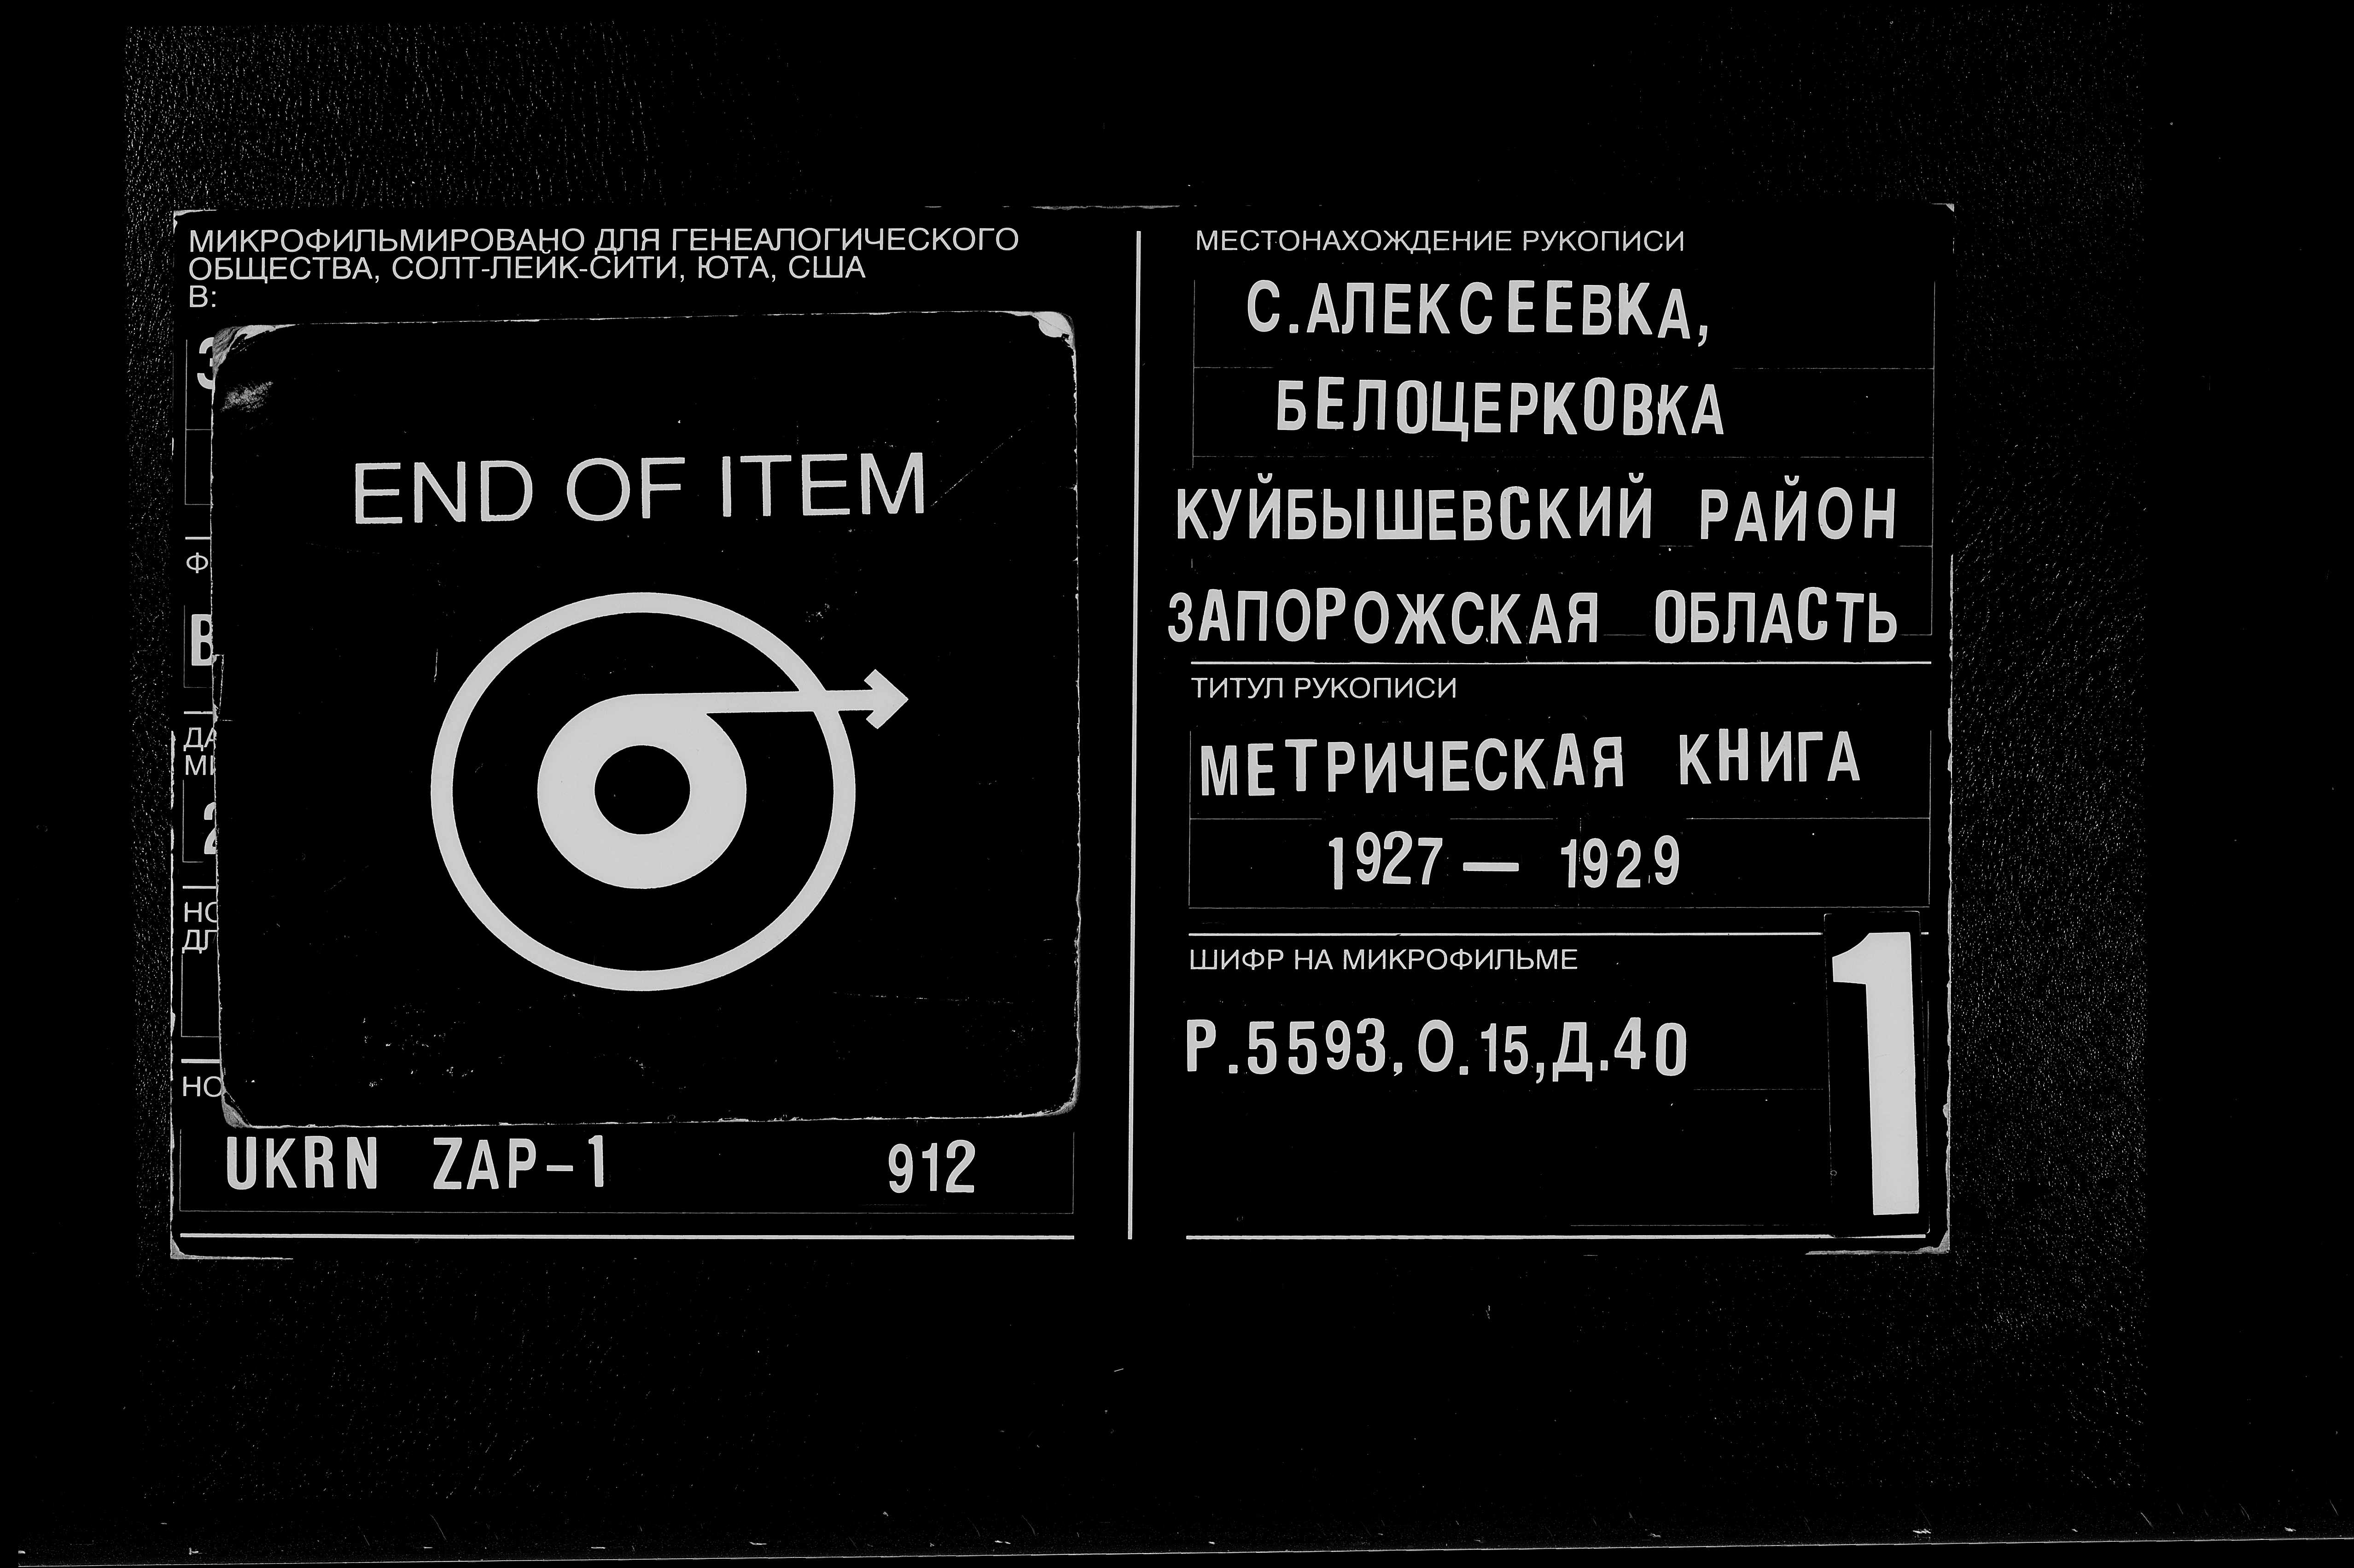 МИКРОФИЛЬМИРОВАНО ДЛЯ ГЕНЕАЛОГИЧЕСКОГО
ОБЩЕСТВА, СОЛТ-ЛЕЙК-СИТИ, ЮТА, США
В:
END OF ITEM
UKRN ZAP-1 912
МЕСТОНАХОЖДЕНИЕ РУКОПИСИ
С.АЛЕКСЕЕВКА,
БЕЛОЦЕРКОВКА
КУЙБЫШЕВСКИЙ РАЙОН
ЗАПОРОЖСКАЯ ОБЛАСТЬ
ТИТУЛ РУКОПИСИ
МЕТРИЧЕСКАЯ КНИГА
1927 — 1929
ШИФР НА МИКРОФИЛЬМЕ
Р.5593, О.15, Д.40
1